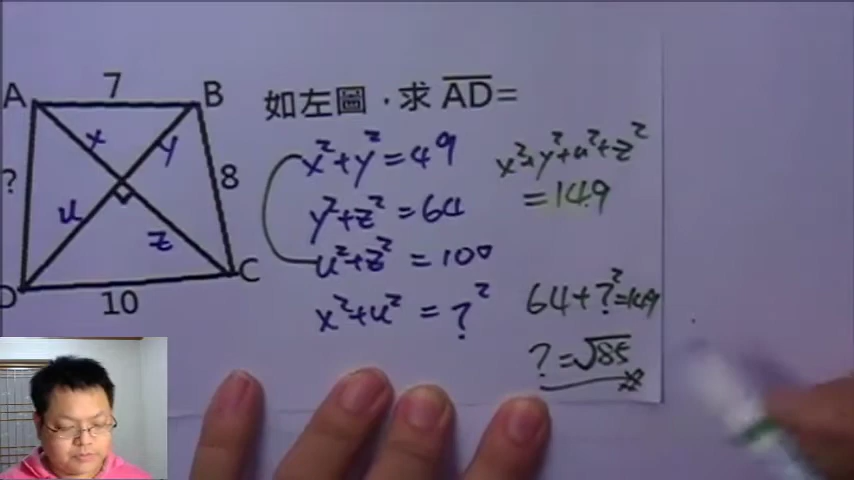 如左圖，求 AD=
A 7 B
x y
? 8
u z
D 10 C
x²+y²=49
y²+z²=64
u²+z²=100
x²+u²=?²
x²+y²+u²+z²
=149
64+?²=149
?=√85